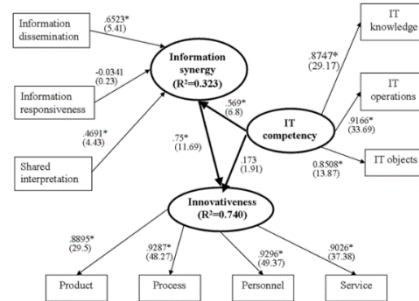 Information
dissemination
.6523*
(5.41)
Information
synergy
(R²=0.323)
IT
knowledge
.8747*
(29.17)
Information
responsiveness
-0.0341
(0.23)
IT
operations
.9166*
(33.69)
.569*
(6.8)
IT
competency
.4691*
(4.43)
Shared
interpretation
.75*
(11.69)
.173
(1.91)
0.8508*
(13.87)
IT objects
Innovativeness
(R²=0.740)
.8895*
(29.5)
.9287*
(48.27)
.9296*
(49.37)
.9026*
(37.38)
Product
Process
Personnel
Service